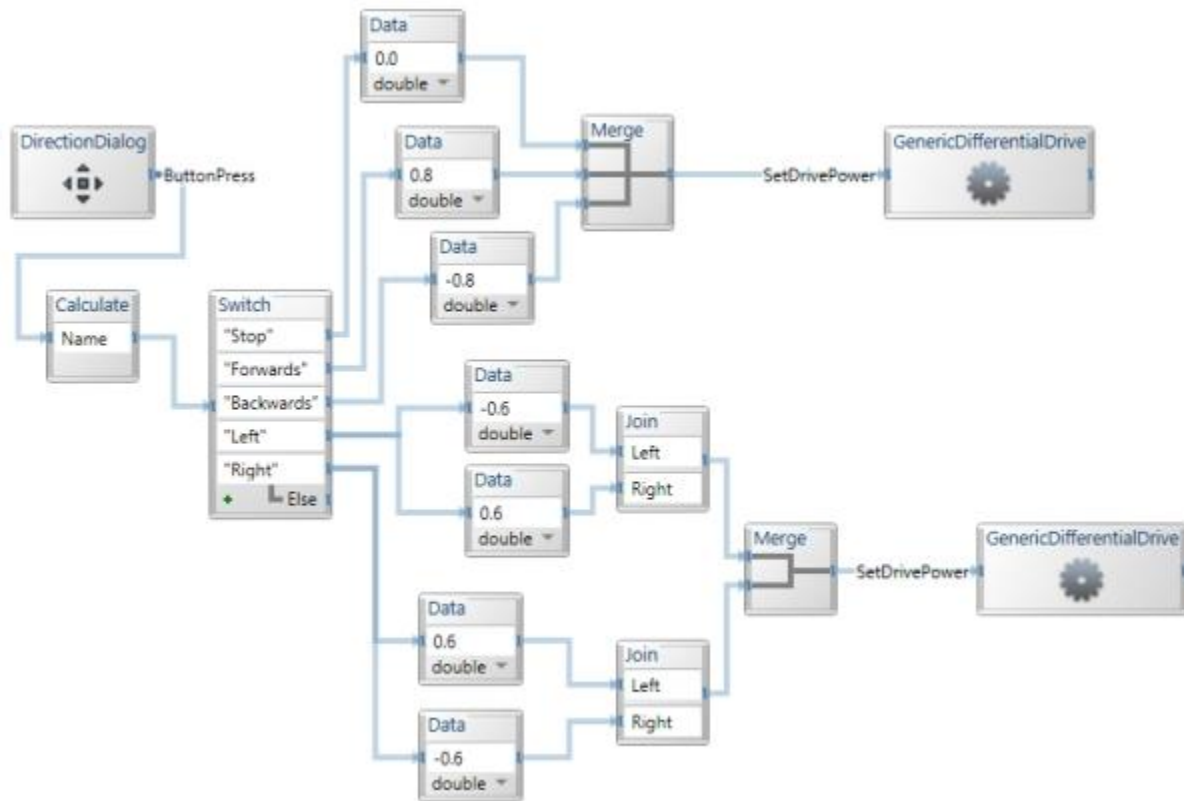 Data
0.0
double
DirectionDialog
ButtonPress
Data
0.8
double
Merge
SetDrivePower
GenericDifferentialDrive
Data
-0.8
double
Calculate
Name
Switch
"Stop"
"Forwards"
"Backwards"
"Left"
"Right"
Else
Data
-0.6
double
Data
0.6
double
Join
Left
Right
Merge
SetDrivePower
GenericDifferentialDrive
Data
0.6
double
Data
-0.6
double
Join
Left
Right